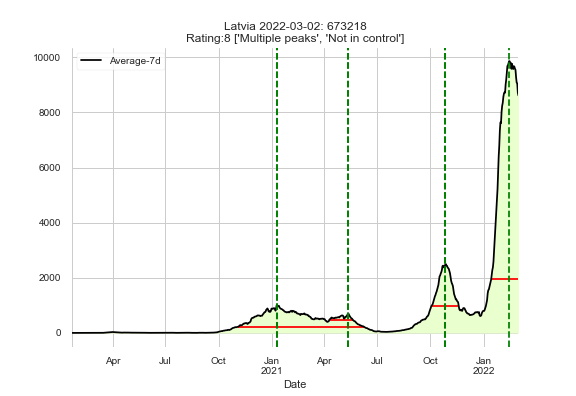 Latvia 2022-03-02: 673218
Rating:8 ['Multiple peaks', 'Not in control']
Average-7d
10000
8000
6000
4000
2000
0
Apr Jul Oct Jan Apr Jul Oct Jan
2021 2022
Date